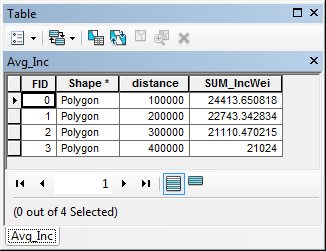 Table
Avg_Inc
FID Shape * distance SUM_IncWei
0 Polygon 100000 24413.650818
1 Polygon 200000 22743.342834
2 Polygon 300000 21110.470215
3 Polygon 400000 21024
1
(0 out of 4 Selected)
Avg_Inc